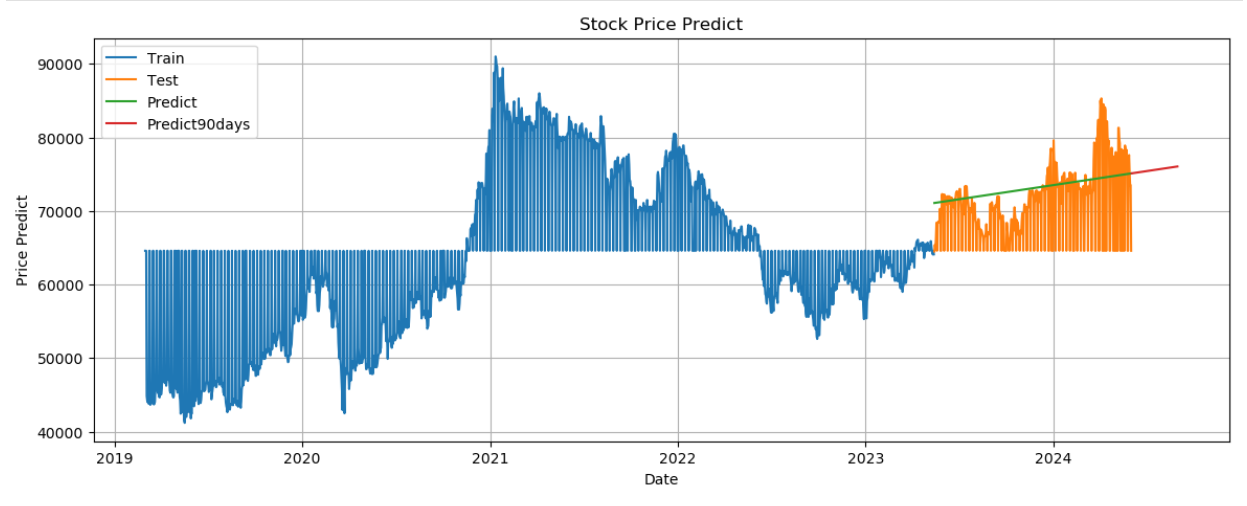 Stock Price Predict
Train
Test
Predict
Predict90days
90000
80000
70000
60000
50000
40000
Price Predict
2019 2020 2021 2022 2023 2024
Date